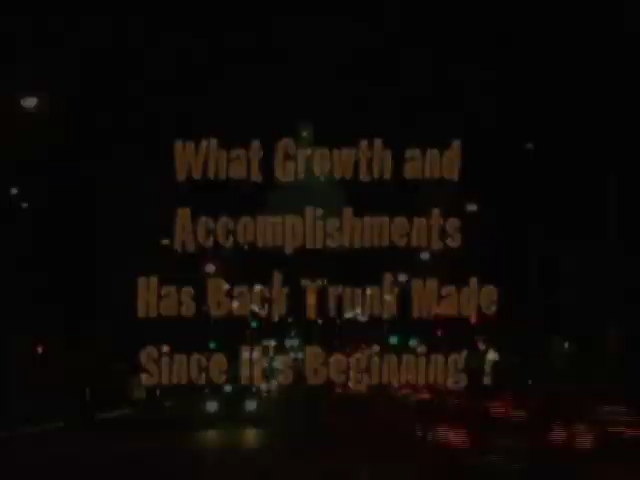 What Growth and
Accomplishments
Has Back Trunk Made
Since It's Beginning ?